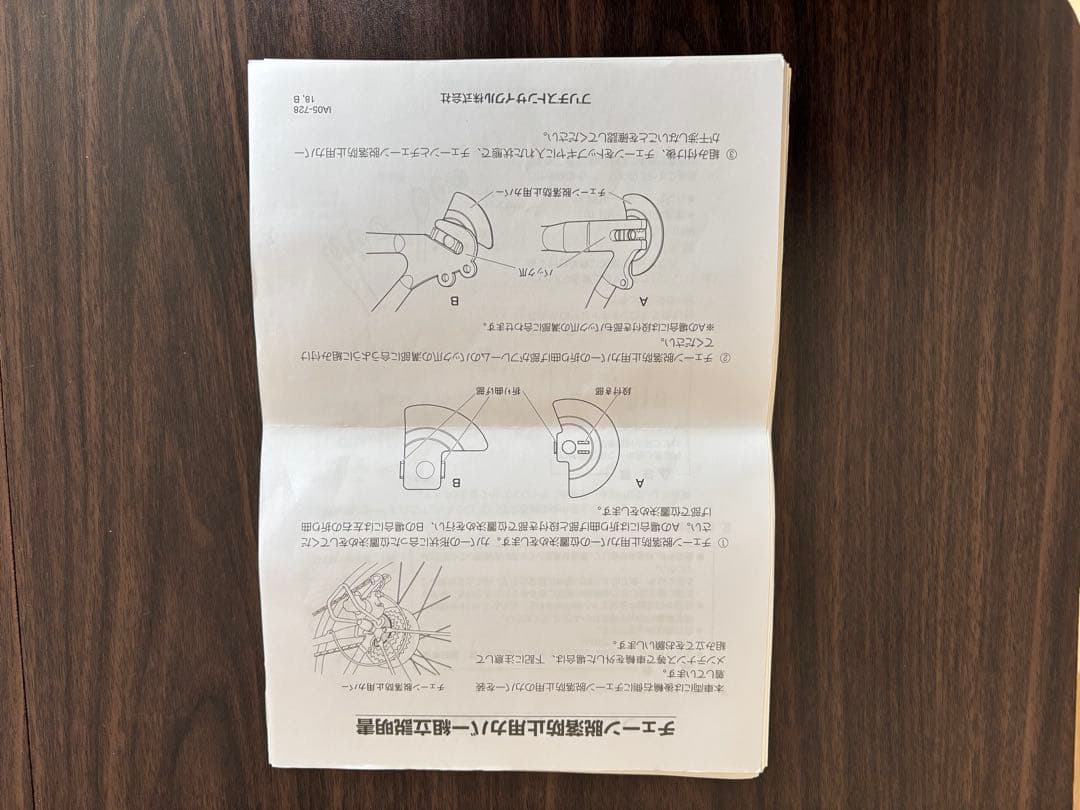 チェーン脱落防止用カバー組立説明書
本車両には後輪右側にチェーン脱落防止用のカバーを装
着しています。
メンテナンス等で車輪を外した場合は、下記に注意して
組み立てをお願いします。
チェーン脱落防止用カバー
① チェーン脱落防止用カバーの位置決めをします。カバーの形状に合った位置決めをしてくだ
さい。Aの場合には折り曲げ部と段付き部で位置決めを行い、Bの場合には左右の折り曲
げ部で位置決めをします。
A
B
段付き部
折り曲げ部
② チェーン脱落防止用カバーの折り曲げ部がフレームのバック爪の溝部に合うように組み付け
てください。
※Aの場合には段付き部もバック爪の溝部に合わせます。
A
B
バック爪
チェーン脱落防止用カバー
③ 組み付け後、チェーンをトップギヤに入れた状態で、チェーンとチェーン脱落防止用カバー
が干渉しないことを確認してください。
ブリヂストンサイクル株式会社
IA05-728
18, B